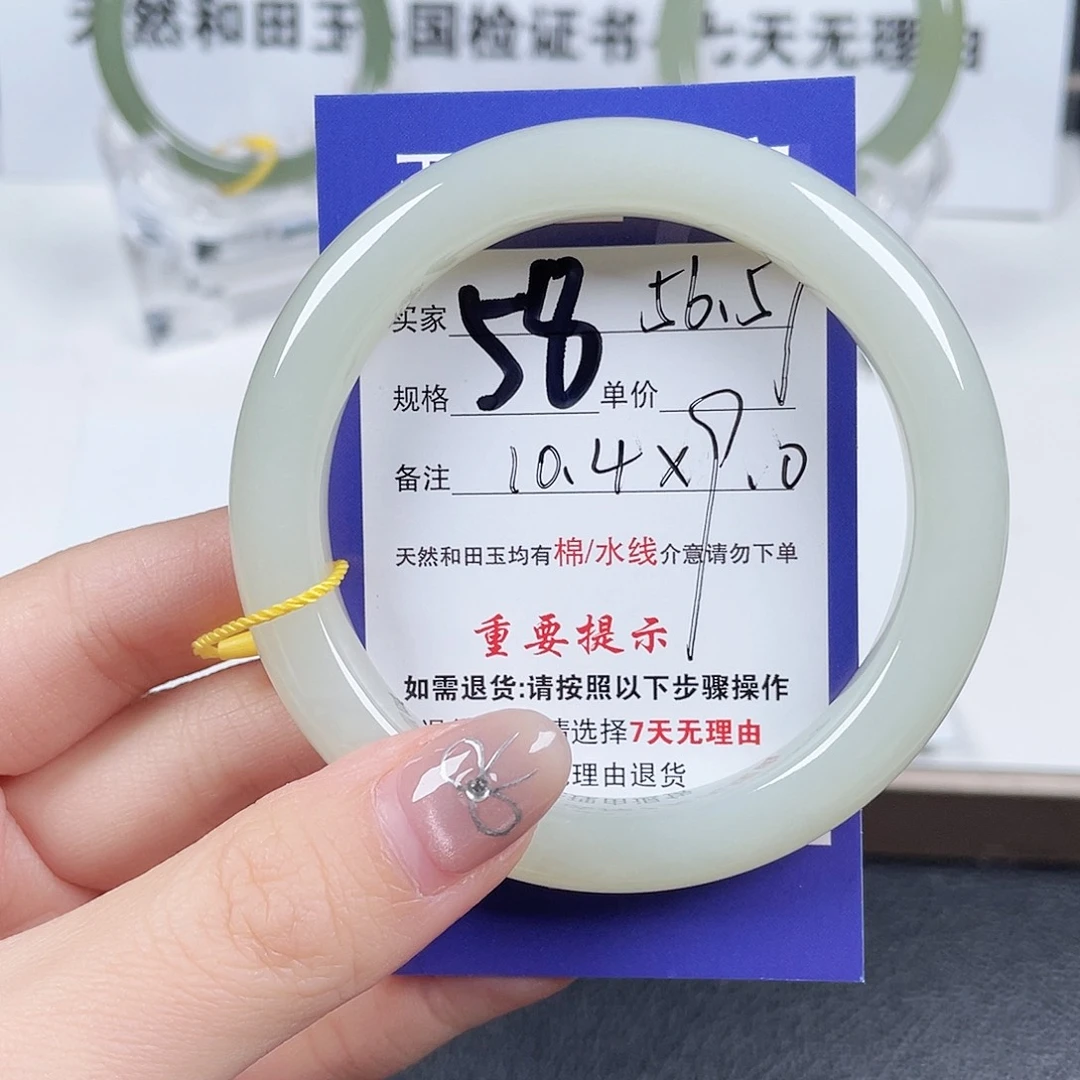 天然和田玉 国检证书 七天无理由
买家 58 56.5g
规格 单价
备注 10.4×9.0
天然和田玉均有棉/水线介意请勿下单
重要提示
如需退货:请按照以下步骤操作
请选择7天无理由
理由退货